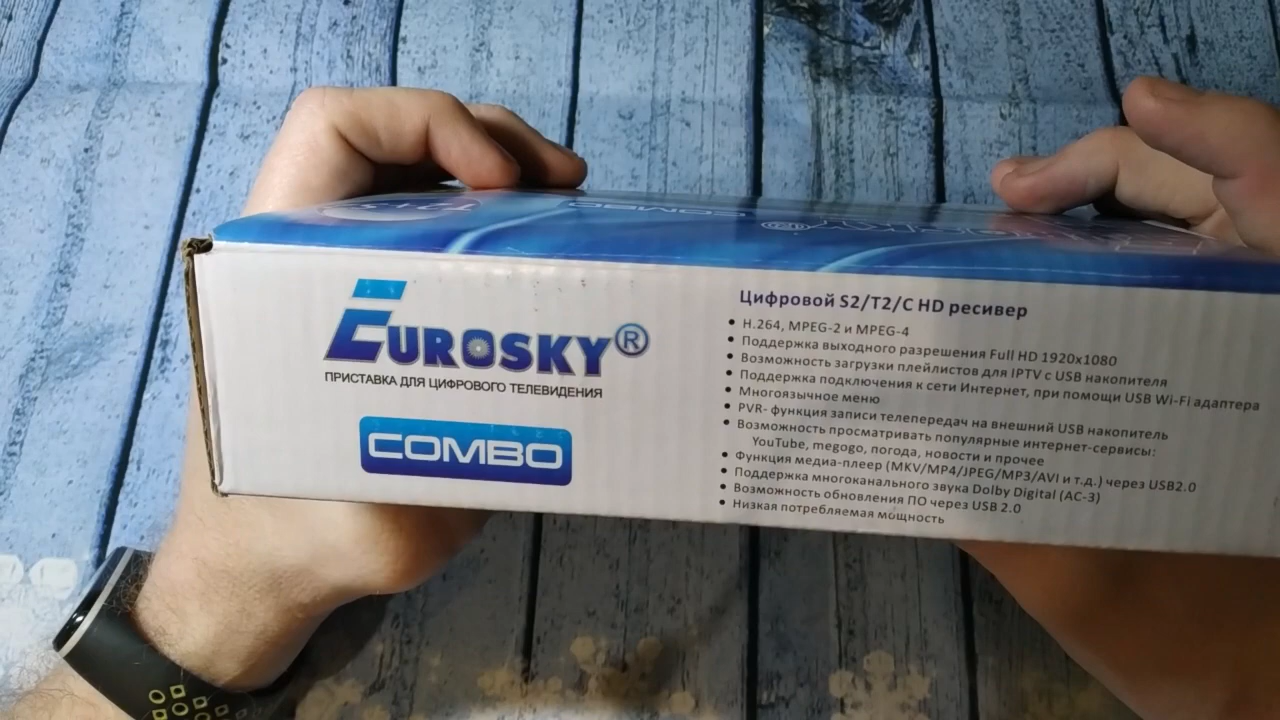 COMBO
EUROSKY®
ПРИСТАВКА ДЛЯ ЦИФРОВОГО ТЕЛЕВИДЕНИЯ
COMBO
Цифровой S2/T2/C HD ресивер
• H.264, MPEG-2 и MPEG-4
• Поддержка выходного разрешения Full HD 1920x1080
• Возможность загрузки плейлистов для IPTV с USB накопителя
• Поддержка подключения к сети Интернет, при помощи USB Wi-Fi адаптера
• Многоязычное меню
• PVR- функция записи телепередач на внешний USB накопитель
• Возможность просматривать популярные интернет-сервисы:
YouTube, megogo, погода, новости и прочее
• Функция медиа-плеер (MKV/MP4/JPEG/MP3/AVI и т.д.) через USB2.0
• Поддержка многоканального звука Dolby Digital (AC-3)
• Возможность обновления ПО через USB 2.0
• Низкая потребляемая мощность